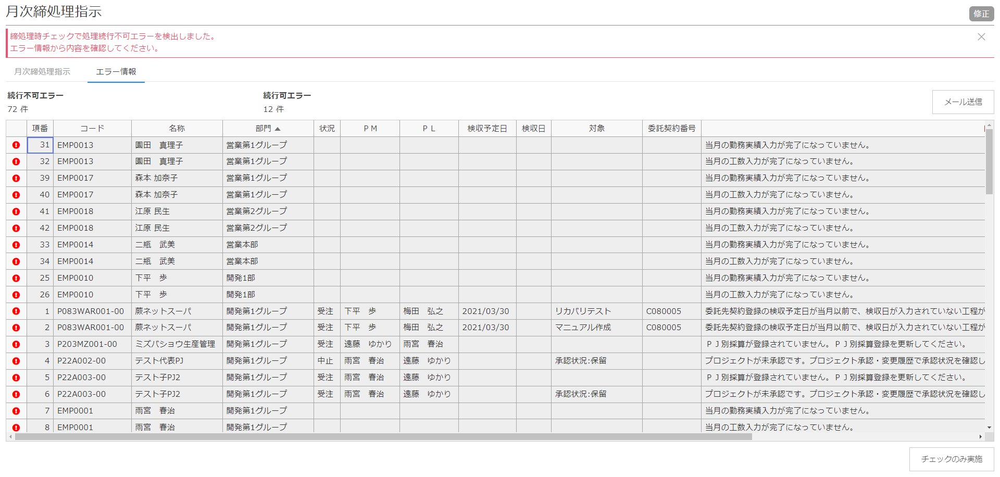 月次締処理指示
修正
締処理時チェックで処理続行不可エラーを検出しました。
エラー情報から内容を確認してください。
月次締処理指示 エラー情報
続行不可エラー 続行可エラー
72 件 12 件
メール送信
項番 コード 名称 部門 状況 ＰＭ ＰＬ 検収予定日 検収日 対象 委託契約番号
31 EMP0013 園田　真理子 営業第1グループ 当月の勤務実績入力が完了になっていません。
32 EMP0013 園田　真理子 営業第1グループ 当月の工数入力が完了になっていません。
39 EMP0017 森本 加奈子 営業第1グループ 当月の勤務実績入力が完了になっていません。
40 EMP0017 森本 加奈子 営業第1グループ 当月の工数入力が完了になっていません。
41 EMP0018 江原 民生 営業第2グループ 当月の勤務実績入力が完了になっていません。
42 EMP0018 江原 民生 営業第2グループ 当月の工数入力が完了になっていません。
33 EMP0014 二瓶　武美 営業本部 当月の勤務実績入力が完了になっていません。
34 EMP0014 二瓶　武美 営業本部 当月の工数入力が完了になっていません。
25 EMP0010 下平　歩 開発1部 当月の勤務実績入力が完了になっていません。
26 EMP0010 下平　歩 開発1部 当月の工数入力が完了になっていません。
1 P083WAR001-00 蕨ネットスーパ 開発第1グループ 受注 下平　歩 梅田　弘之 2021/03/30 リカバリテスト C080005 委託先契約登録の検収予定日が当月以前で、検収日が入力されていない工程が
2 P083WAR001-00 蕨ネットスーパ 開発第1グループ 受注 下平　歩 梅田　弘之 2021/03/30 マニュアル作成 C080005 委託先契約登録の検収予定日が当月以前で、検収日が入力されていない工程が
3 P203MZ001-00 ミズバショウ生産管理 開発第1グループ 受注 遠藤　ゆかり 雨宮　春治 ＰＪ別採算が登録されていません。ＰＪ別採算登録を更新してください。
4 P22A002-00 テスト代表PJ 開発第1グループ 中止 雨宮　春治 遠藤　ゆかり 承認状況:保留 プロジェクトが未承認です。プロジェクト承認・変更履歴で承認状況を確認し
5 P22A003-00 テスト子PJ2 開発第1グループ 受注 雨宮　春治 遠藤　ゆかり ＰＪ別採算が登録されていません。ＰＪ別採算登録を更新してください。
6 P22A003-00 テスト子PJ2 開発第1グループ 受注 雨宮　春治 遠藤　ゆかり 承認状況:保留 プロジェクトが未承認です。プロジェクト承認・変更履歴で承認状況を確認し
7 EMP0001 雨宮　春治 開発第1グループ 当月の勤務実績入力が完了になっていません。
8 EMP0001 雨宮　春治 開発第1グループ 当月の工数入力が完了になっていません。
チェックのみ実施